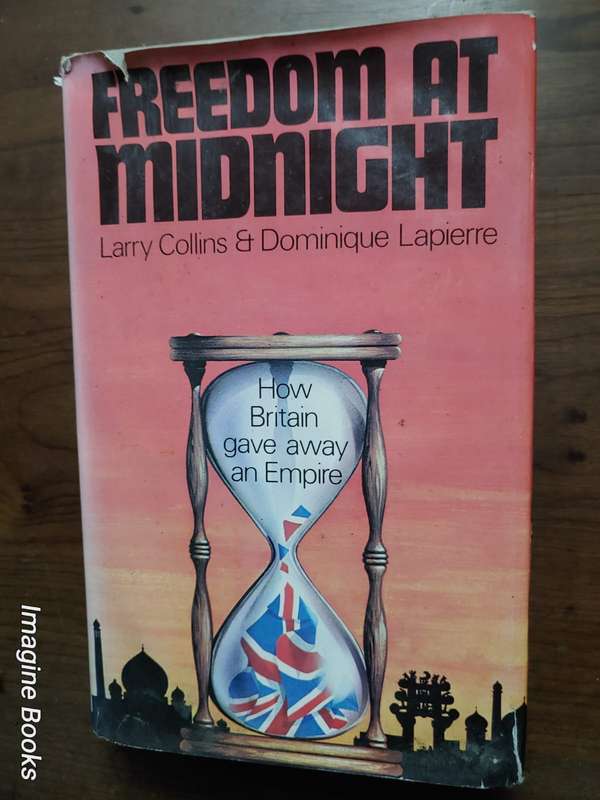 FREEDOM AT
MIDNIGHT
Larry Collins & Dominique Lapierre
How
Britain
gave away
an Empire
Imagine Books